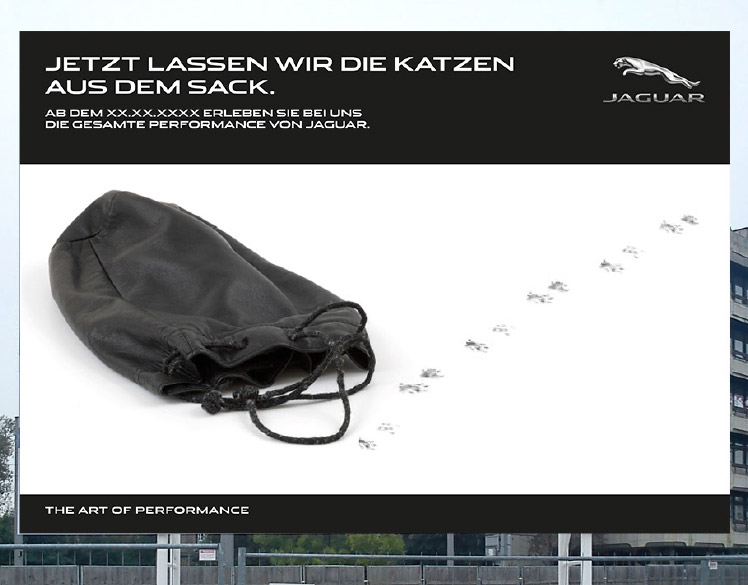 JETZT LASSEN WIR DIE KATZEN
AUS DEM SACK.
AB DEM XX.XX.XXXX ERLEBEN SIE BEI UNS
DIE GESAMTE PERFORMANCE VON JAGUAR.
JAGUAR
THE ART OF PERFORMANCE